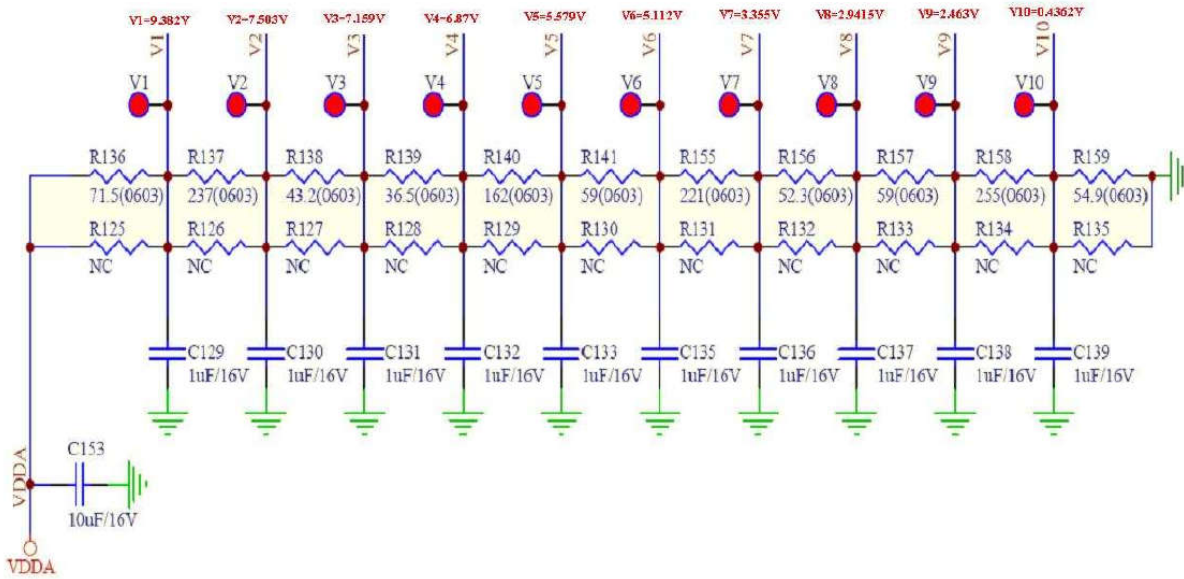 V1=9.382V V2=7.503V V3=7.159V V4=6.87V V5=5.579V V6=5.112V V7=3.355V V8=2.9415V V9=2.463V V10=0.4362V
V1 V2 V3 V4 V5 V6 V7 V8 V9 V10
V1 V2 V3 V4 V5 V6 V7 V8 V9 V10
R136 R137 R138 R139 R140 R141 R155 R156 R157 R158 R159
71.5(0603) 237(0603) 43.2(0603) 36.5(0603) 162(0603) 59(0603) 221(0603) 52.3(0603) 59(0603) 255(0603) 54.9(0603)
R125 R126 R127 R128 R129 R130 R131 R132 R133 R134 R135
NC NC NC NC NC NC NC NC NC NC NC
C129 C130 C131 C132 C133 C135 C136 C137 C138 C139
1uF/16V 1uF/16V 1uF/16V 1uF/16V 1uF/16V 1uF/16V 1uF/16V 1uF/16V 1uF/16V 1uF/16V
C153
VDDA
10uF/16V
VDDA